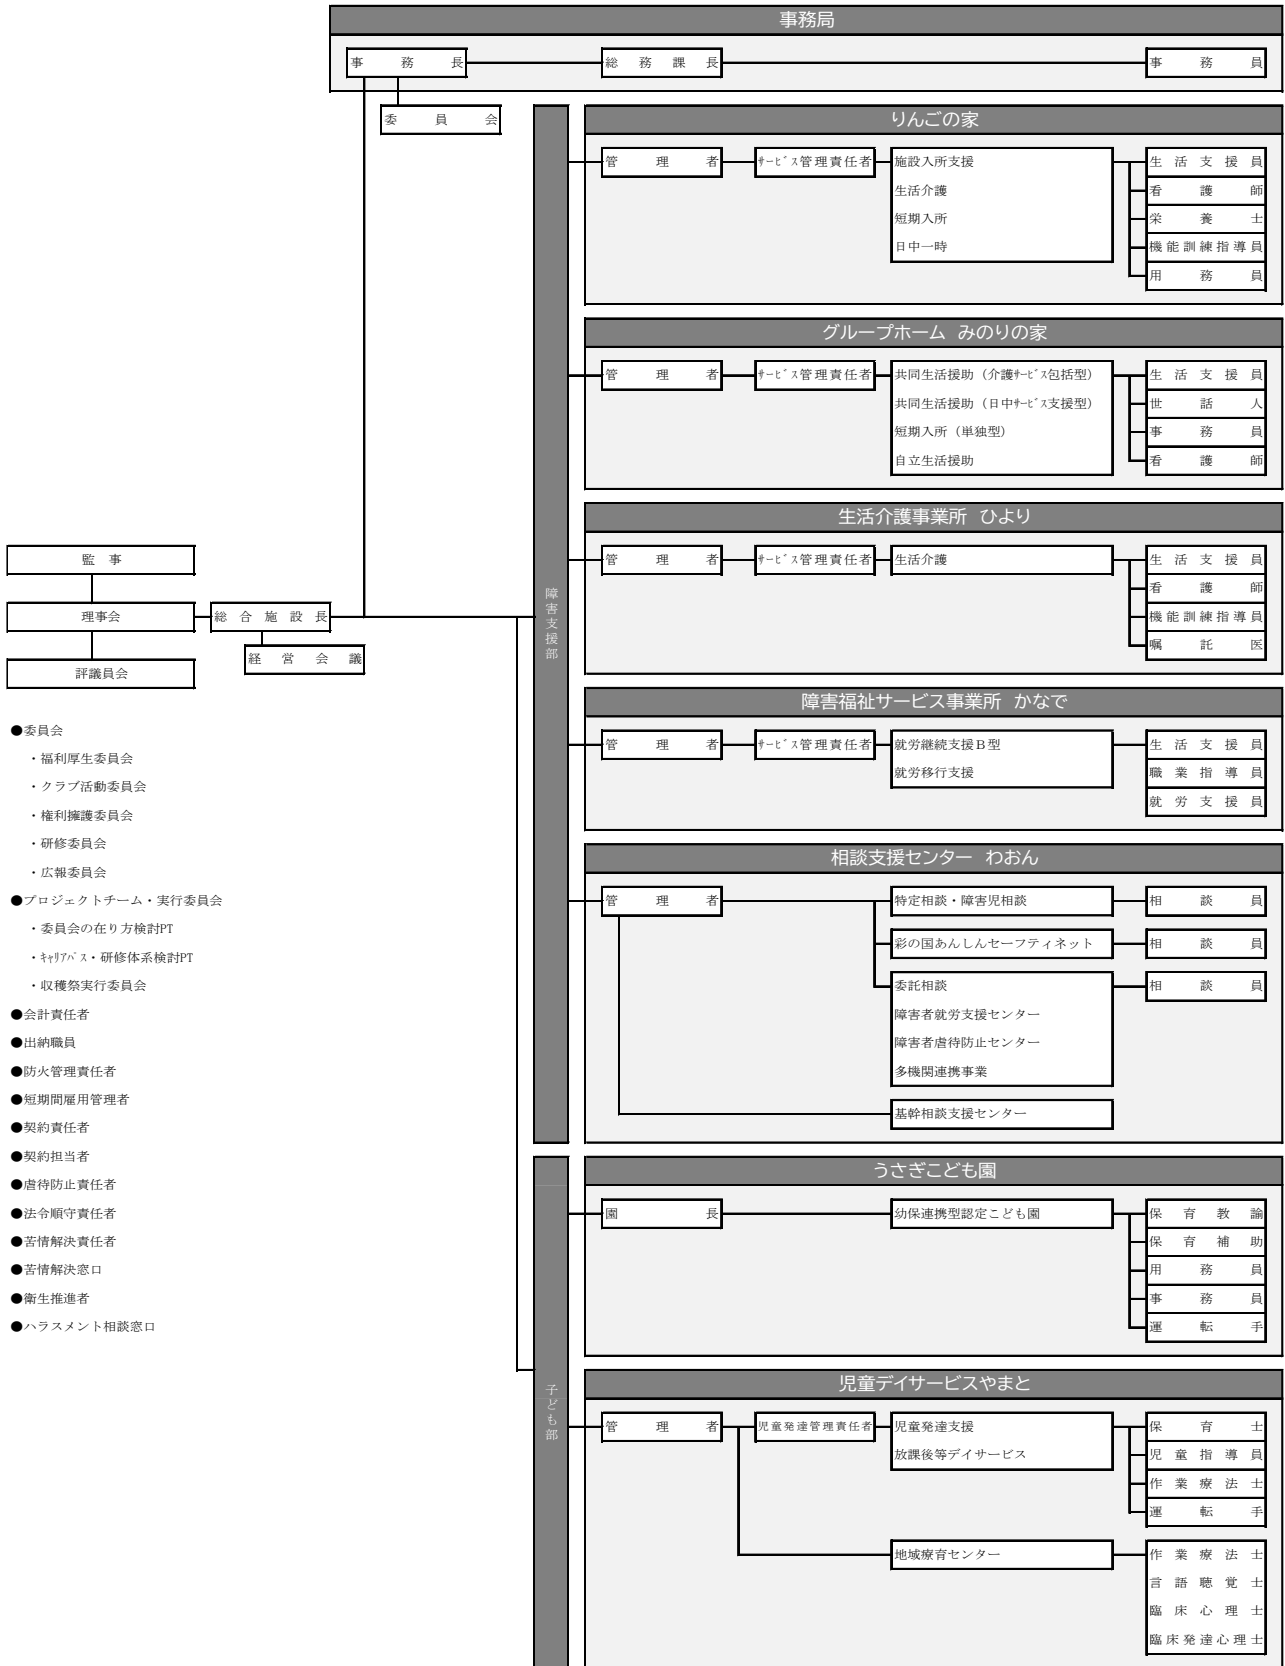 事務局
事務長
総務課長
事務員
委員会
障害支援部
りんごの家
管理者
ｻｰﾋﾞｽ管理責任者
施設入所支援
生活介護
短期入所
日中一時
生活支援員
看護師
栄養士
機能訓練指導員
用務員
グループホーム みのりの家
管理者
ｻｰﾋﾞｽ管理責任者
共同生活援助（介護ｻｰﾋﾞｽ包括型）
共同生活援助（日中ｻｰﾋﾞｽ支援型）
短期入所（単独型）
自立生活援助
生活支援員
世話人
事務員
看護師
生活介護事業所 ひより
管理者
ｻｰﾋﾞｽ管理責任者
生活介護
生活支援員
看護師
機能訓練指導員
嘱託医
監事
理事会
評議員会
総合施設長
経営会議
障害福祉サービス事業所 かなで
管理者
ｻｰﾋﾞｽ管理責任者
就労継続支援Ｂ型
就労移行支援
生活支援員
職業指導員
就労支援員
相談支援センター わおん
管理者
特定相談・障害児相談
相談員
彩の国あんしんセーフティネット
相談員
委託相談
障害者就労支援センター
障害者虐待防止センター
多機関連携事業
相談員
基幹相談支援センター
●委員会
・福利厚生委員会
・クラブ活動委員会
・権利擁護委員会
・研修委員会
・広報委員会
●プロジェクトチーム・実行委員会
・委員会の在り方検討PT
・ｷｬﾘｱﾊﾟｽ・研修体系検討PT
・収穫祭実行委員会
●会計責任者
●出納職員
●防火管理責任者
●短期間雇用管理者
●契約責任者
●契約担当者
●虐待防止責任者
●法令順守責任者
●苦情解決責任者
●苦情解決窓口
●衛生推進者
●ハラスメント相談窓口
子ども部
うさぎこども園
園長
幼保連携型認定こども園
保育教諭
保育補助
用務員
事務員
運転手
児童デイサービスやまと
管理者
児童発達管理責任者
児童発達支援
放課後等デイサービス
保育士
児童指導員
作業療法士
運転手
地域療育センター
作業療法士
言語聴覚士
臨床心理士
臨床発達心理士